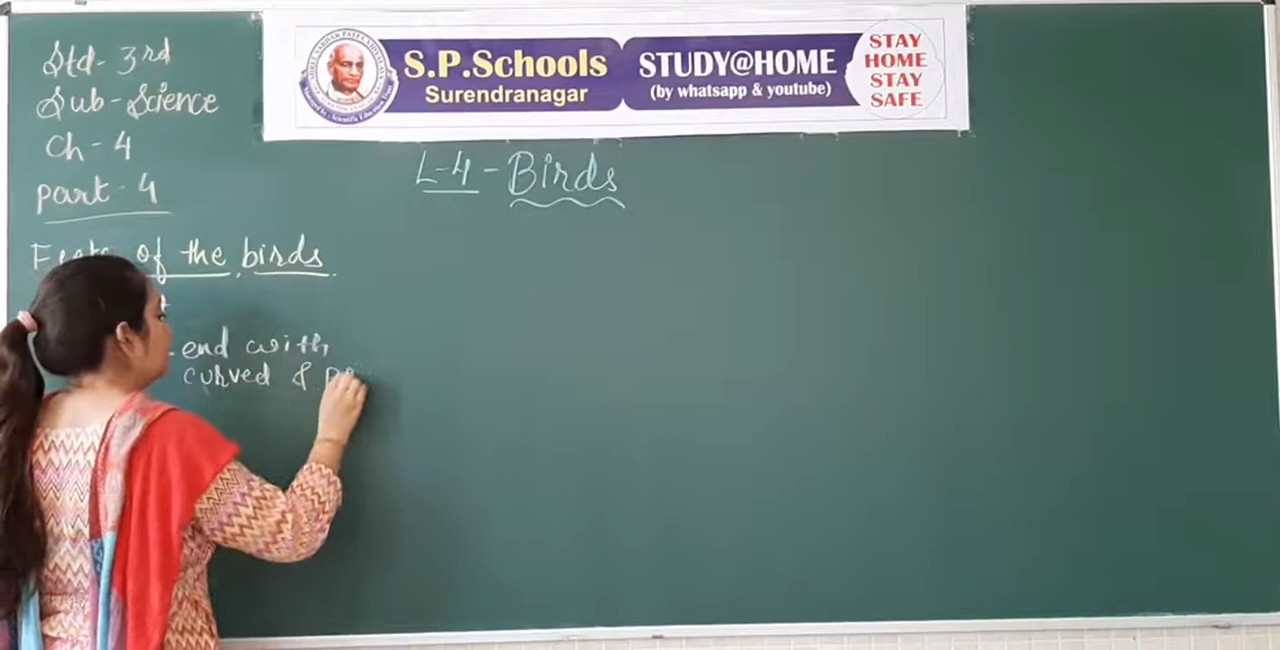 Std - 3rd
Sub - Science
Ch - 4
part - 4
S.P.Schools
Surendranagar
STUDY@HOME
(by whatsapp & youtube)
STAY
HOME
STAY
SAFE
L-4 - Birds
of the birds
end with
curved &